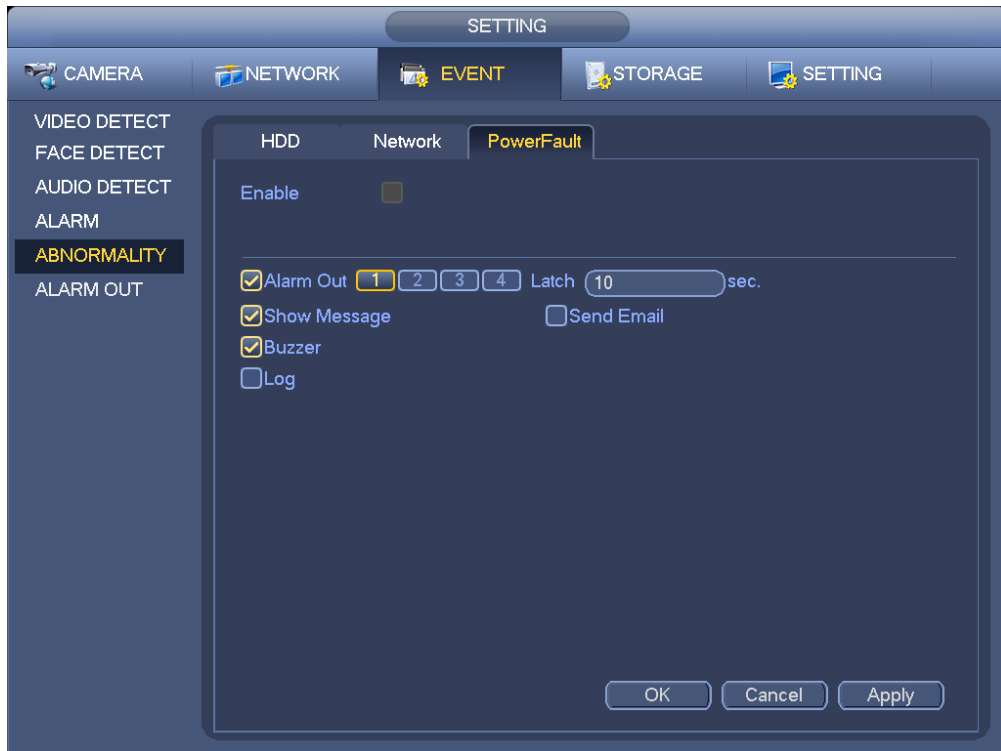 SETTING
CAMERA NETWORK EVENT STORAGE SETTING
VIDEO DETECT
FACE DETECT
AUDIO DETECT
ALARM
ABNORMALITY
ALARM OUT
HDD Network PowerFault
Enable
Alarm Out 1 2 3 4 Latch 10 sec.
Show Message Send Email
Buzzer
Log
OK Cancel Apply